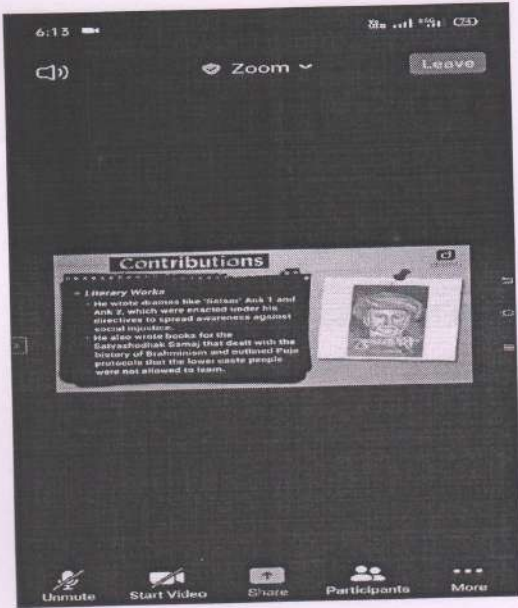 6:13
Zoom
Leave
Contributions
Literary Works
He wrote dramas like 'Satsar' Ank 1 and
Ank 2, which were enacted under his
directives to spread awareness against
social injustice.
He also wrote books for the
Satyashodhak Samaj that dealt with the
history of Brahminism and outlined Puja
protocols that the lower caste people
were not allowed to learn.
Unmute
Start Video
Share
Participants
More